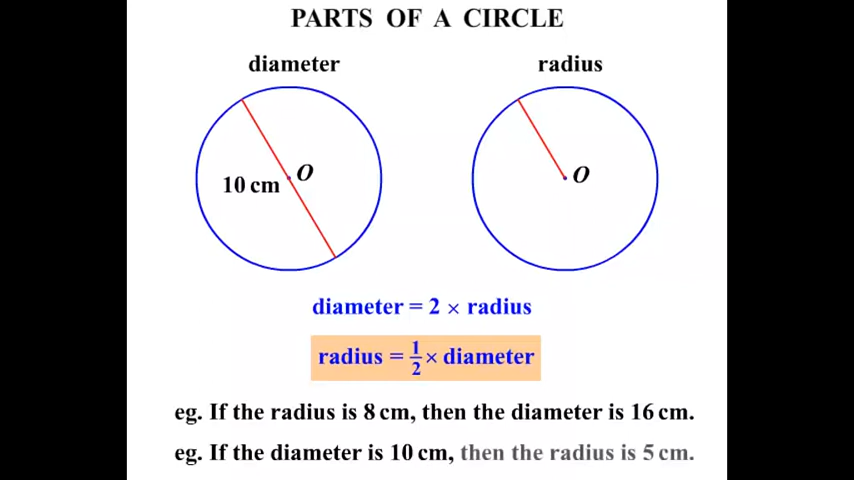 PARTS OF A CIRCLE
diameter
radius
O
10 cm
O
diameter = 2 × radius
radius = 1/2 × diameter
eg. If the radius is 8 cm, then the diameter is 16 cm.
eg. If the diameter is 10 cm, then the radius is 5 cm.